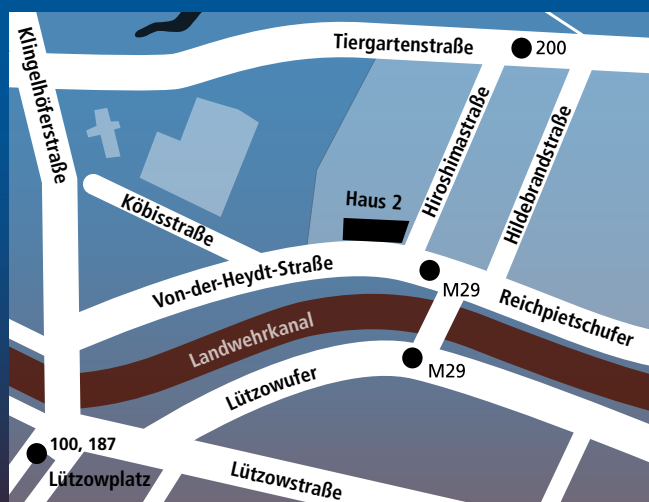 Tiergartenstraße
200
Klingelhöferstraße
Hiroshimastraße
Hildebrandstraße
Haus 2
Köbisstraße
Von-der-Heydt-Straße
M29
Reichpietschufer
Landwehrkanal
M29
Lützowufer
100, 187
Lützowplatz
Lützowstraße